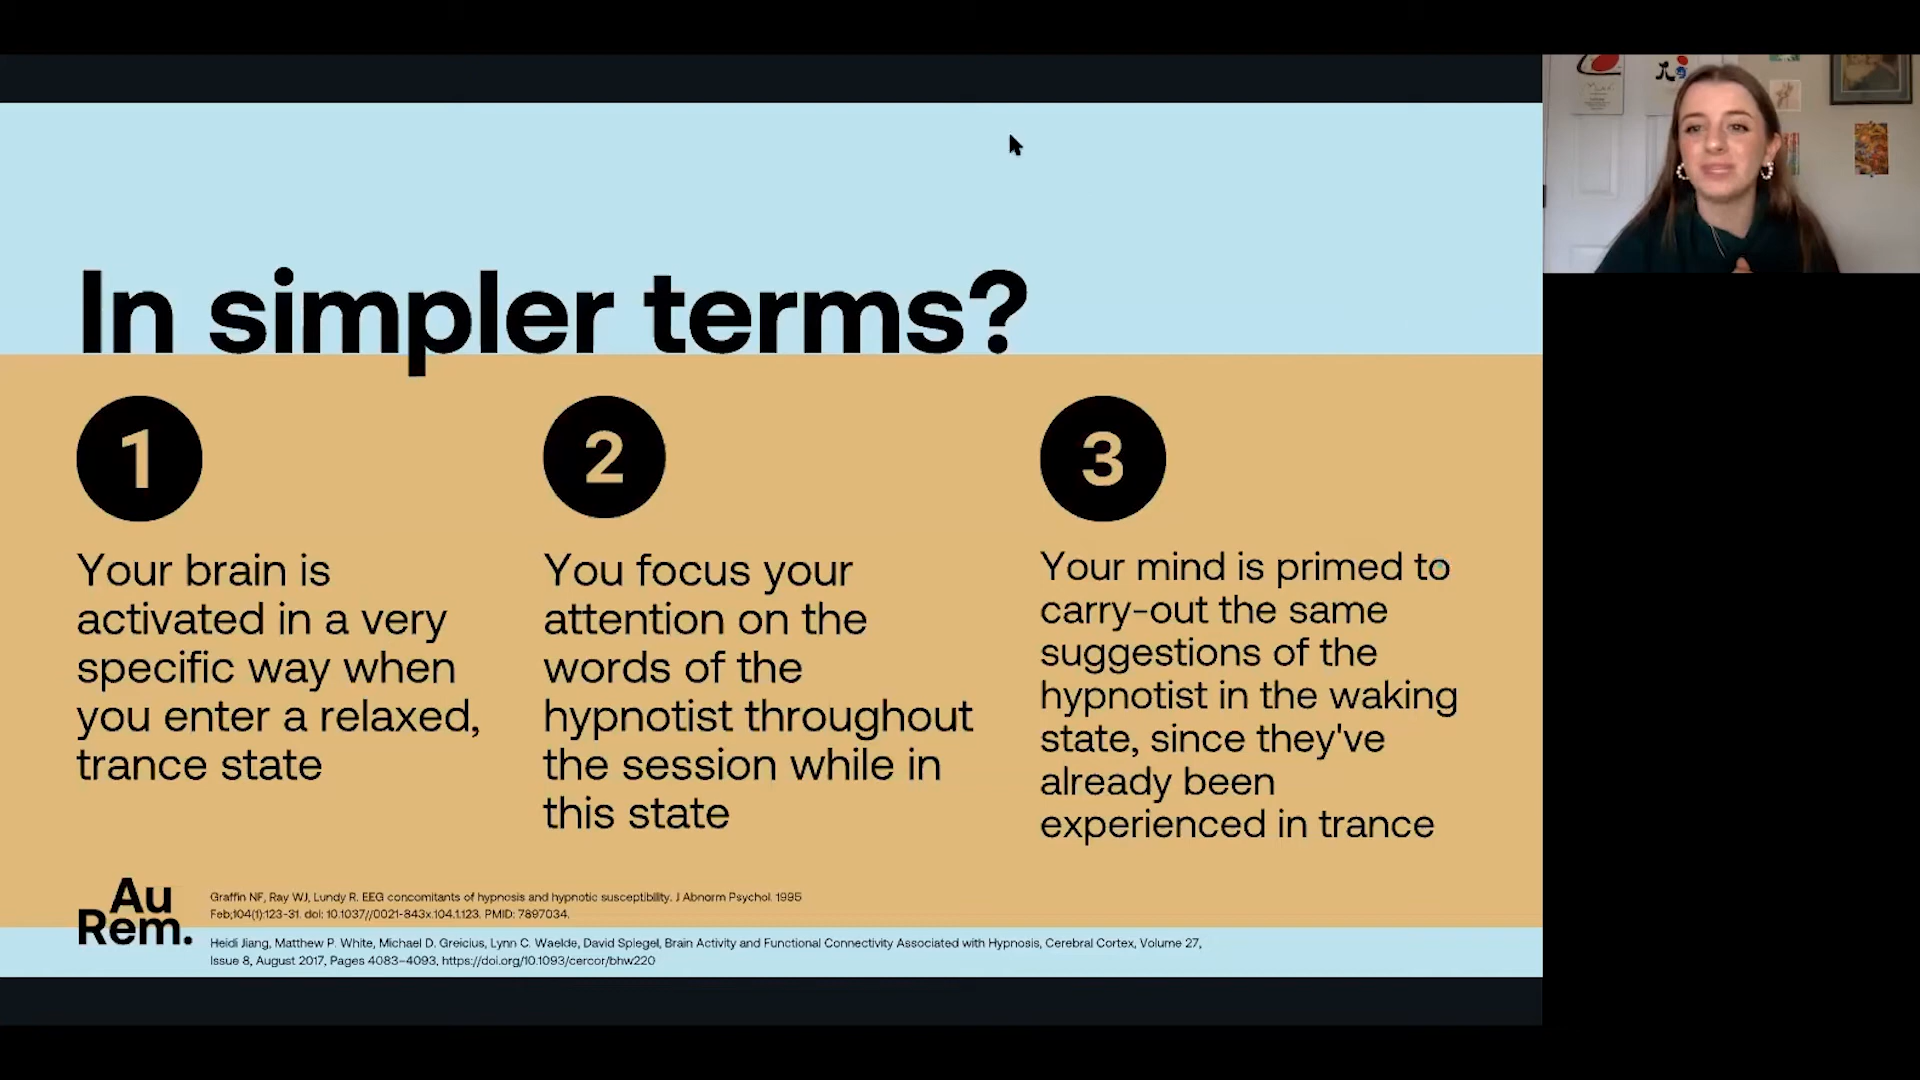 In simpler terms?
1
Your brain is
activated in a very
specific way when
you enter a relaxed,
trance state
2
You focus your
attention on the
words of the
hypnotist throughout
the session while in
this state
3
Your mind is primed to
carry-out the same
suggestions of the
hypnotist in the waking
state, since they've
already been
experienced in trance
Au
Rem.
Graffin NF, Ray WJ, Lundy R. EEG concomitants of hypnosis and hypnotic susceptibility. J Abnorm Psychol. 1995
Feb;104(1):123-31. doi: 10.1037//0021-843x.104.1.123. PMID: 7897034.
Heidi Jiang, Matthew P. White, Michael D. Greicius, Lynn C. Waelde, David Spiegel, Brain Activity and Functional Connectivity Associated with Hypnosis, Cerebral Cortex, Volume 27,
Issue 8, August 2017, Pages 4083–4093, https://doi.org/10.1093/cercor/bhw220